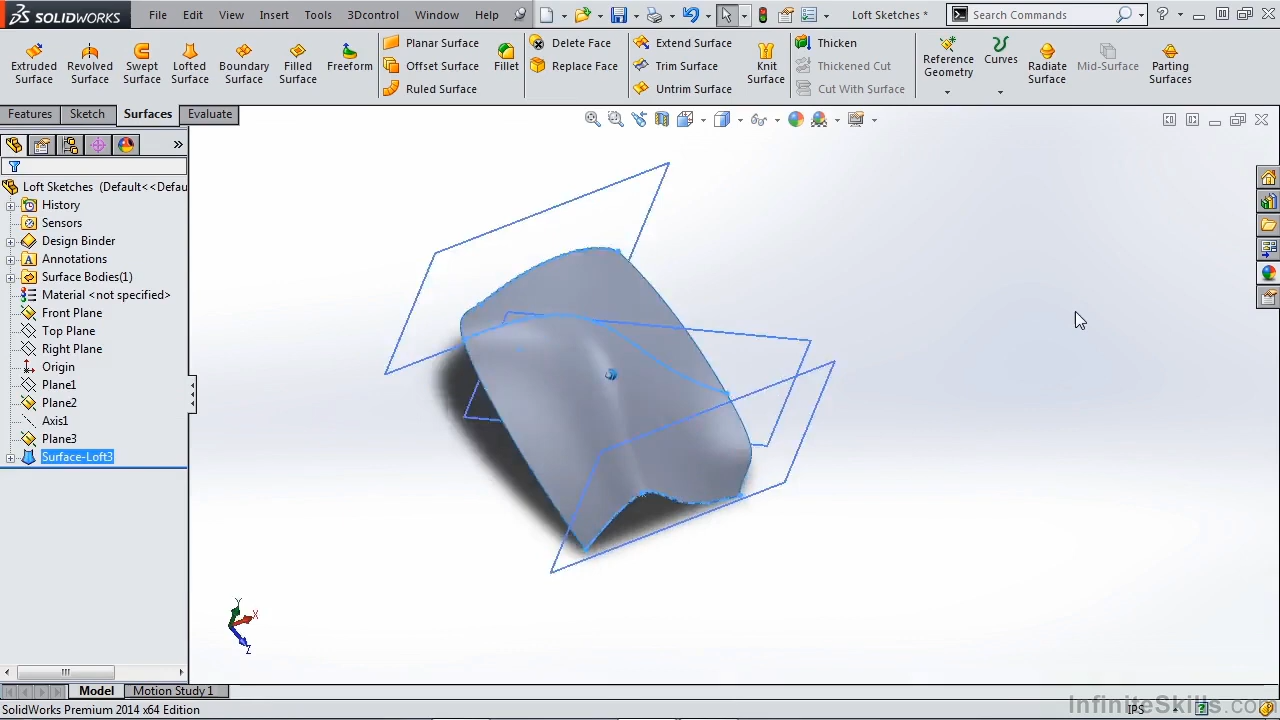 SOLIDWORKS File Edit View Insert Tools 3Dcontrol Window Help Loft Sketches * Search Commands
Extruded Surface
Revolved Surface
Swept Surface
Lofted Surface
Boundary Surface
Filled Surface
Freeform
Planar Surface
Offset Surface
Ruled Surface
Fillet
Delete Face
Replace Face
Extend Surface
Trim Surface
Untrim Surface
Knit Surface
Thicken
Thickened Cut
Cut With Surface
Reference Geometry
Curves
Radiate Surface
Mid-Surface
Parting Surfaces
Features Sketch Surfaces Evaluate
Loft Sketches (Default<<Defau
History
Sensors
Design Binder
Annotations
Surface Bodies(1)
Material <not specified>
Front Plane
Top Plane
Right Plane
Origin
Plane1
Plane2
Axis1
Plane3
Surface-Loft3
Y
X
Z
Model Motion Study 1
SolidWorks Premium 2014 x64 Edition IPS
InfiniteSkills.com